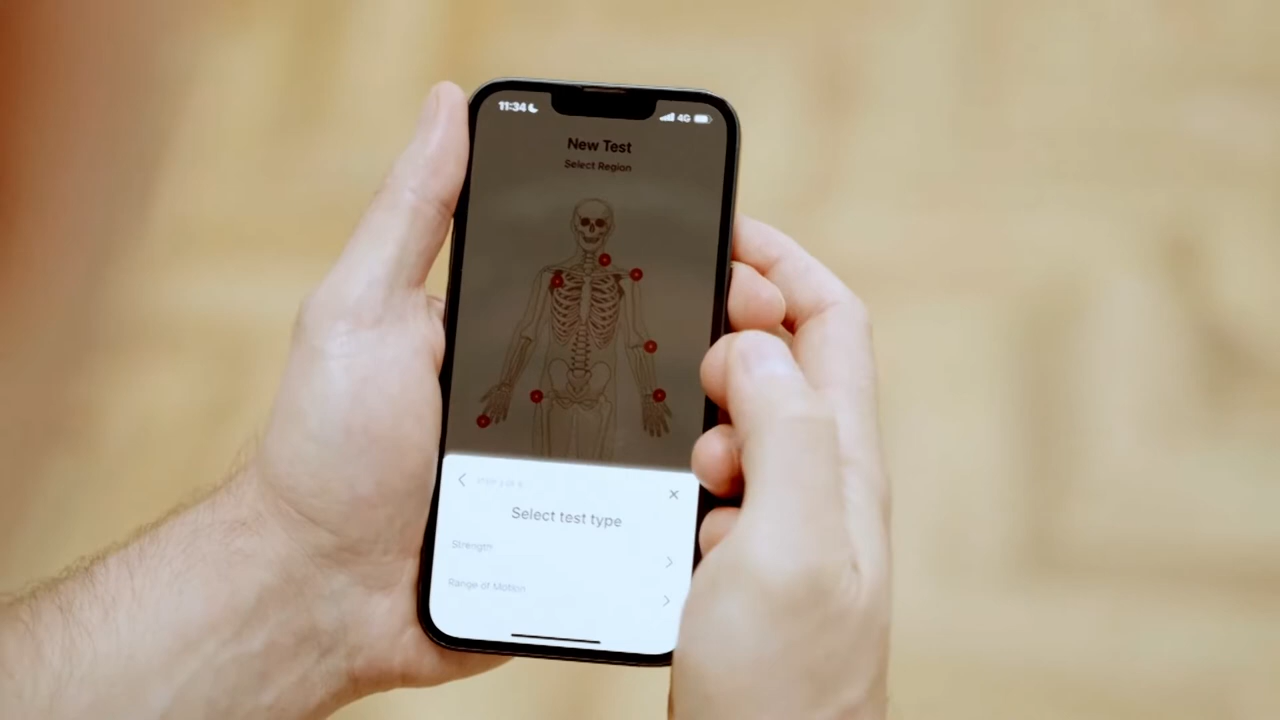 11:34
4G
New Test
Select Region
Select test type
Strength
Range of Motion